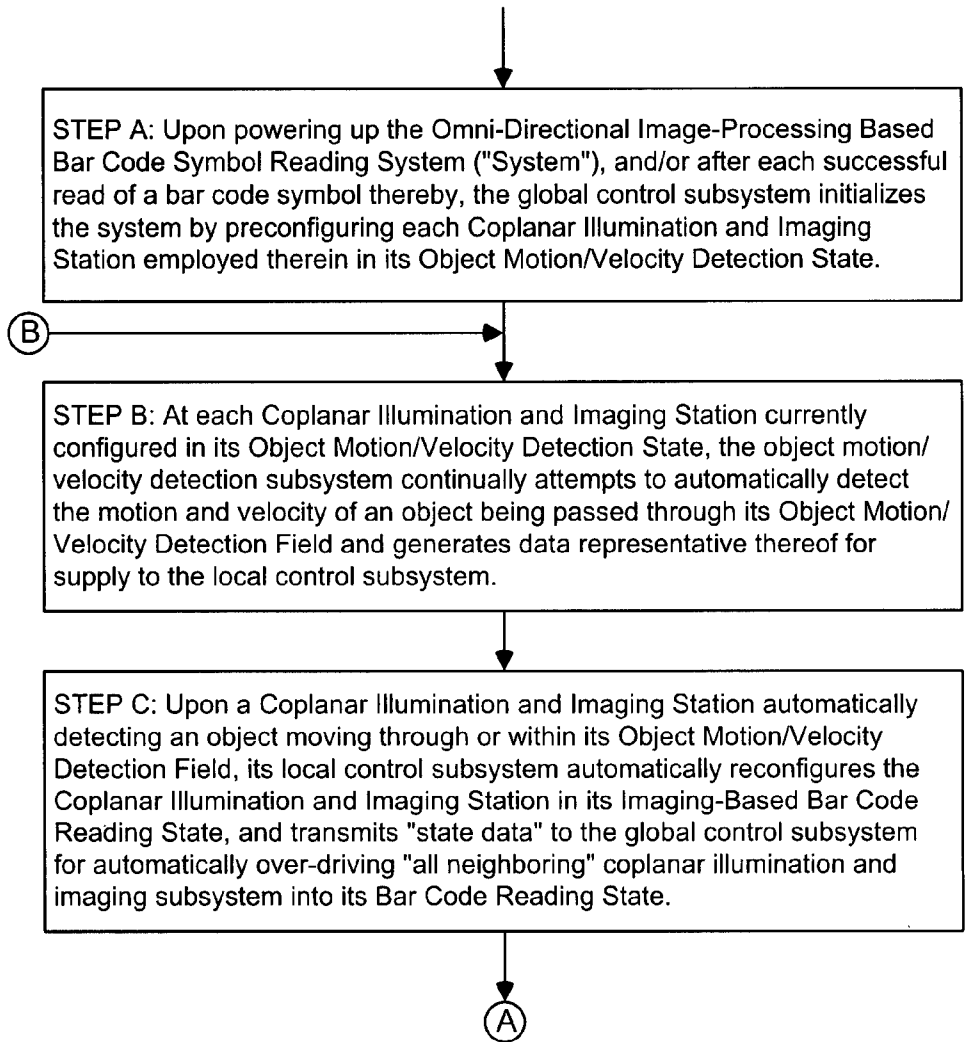 STEP A: Upon powering up the Omni-Directional Image-Processing Based
Bar Code Symbol Reading System ("System"), and/or after each successful
read of a bar code symbol thereby, the global control subsystem initializes
the system by preconfiguring each Coplanar Illumination and Imaging
Station employed therein in its Object Motion/Velocity Detection State.
B
STEP B: At each Coplanar Illumination and Imaging Station currently
configured in its Object Motion/Velocity Detection State, the object motion/
velocity detection subsystem continually attempts to automatically detect
the motion and velocity of an object being passed through its Object Motion/
Velocity Detection Field and generates data representative thereof for
supply to the local control subsystem.
STEP C: Upon a Coplanar Illumination and Imaging Station automatically
detecting an object moving through or within its Object Motion/Velocity
Detection Field, its local control subsystem automatically reconfigures the
Coplanar Illumination and Imaging Station in its Imaging-Based Bar Code
Reading State, and transmits "state data" to the global control subsystem
for automatically over-driving "all neighboring" coplanar illumination and
imaging subsystem into its Bar Code Reading State.
A